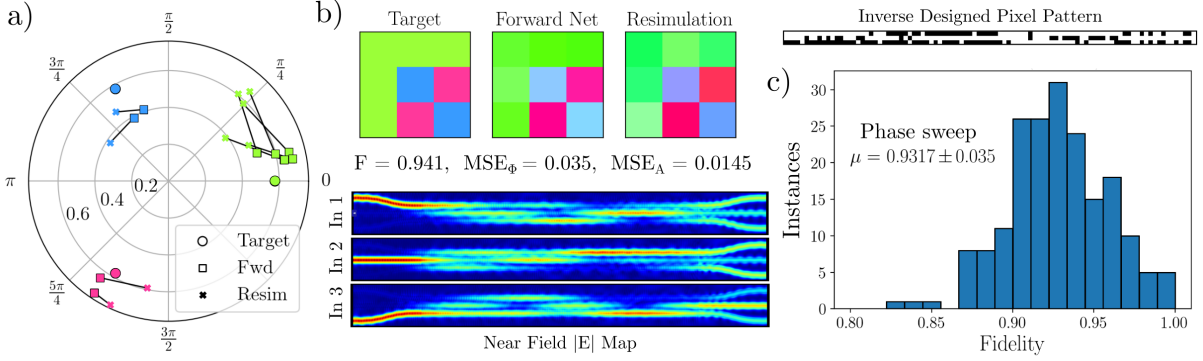 a)
π/2
3π/4
π/4
π
0
0.2
0.4
0.6
5π/4
3π/2
Target
Fwd
Resim
b)
Target
Forward Net
Resimulation
F = 0.941, MSE_Φ = 0.035, MSE_A = 0.0145
In 1
In 2
In 3
Near Field |E| Map
Inverse Designed Pixel Pattern
c)
Phase sweep
μ = 0.9317 ± 0.035
Instances
30
25
20
15
10
5
0
0.80
0.85
0.90
0.95
1.00
Fidelity